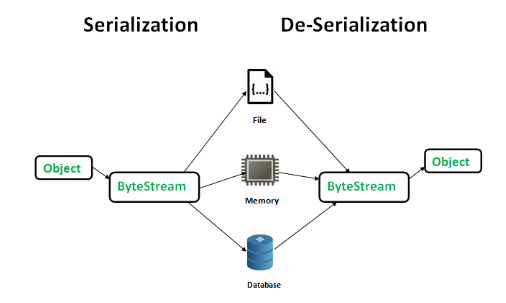 Serialization
De-Serialization
{...}
File
Object
ByteStream
Memory
ByteStream
Object
Database